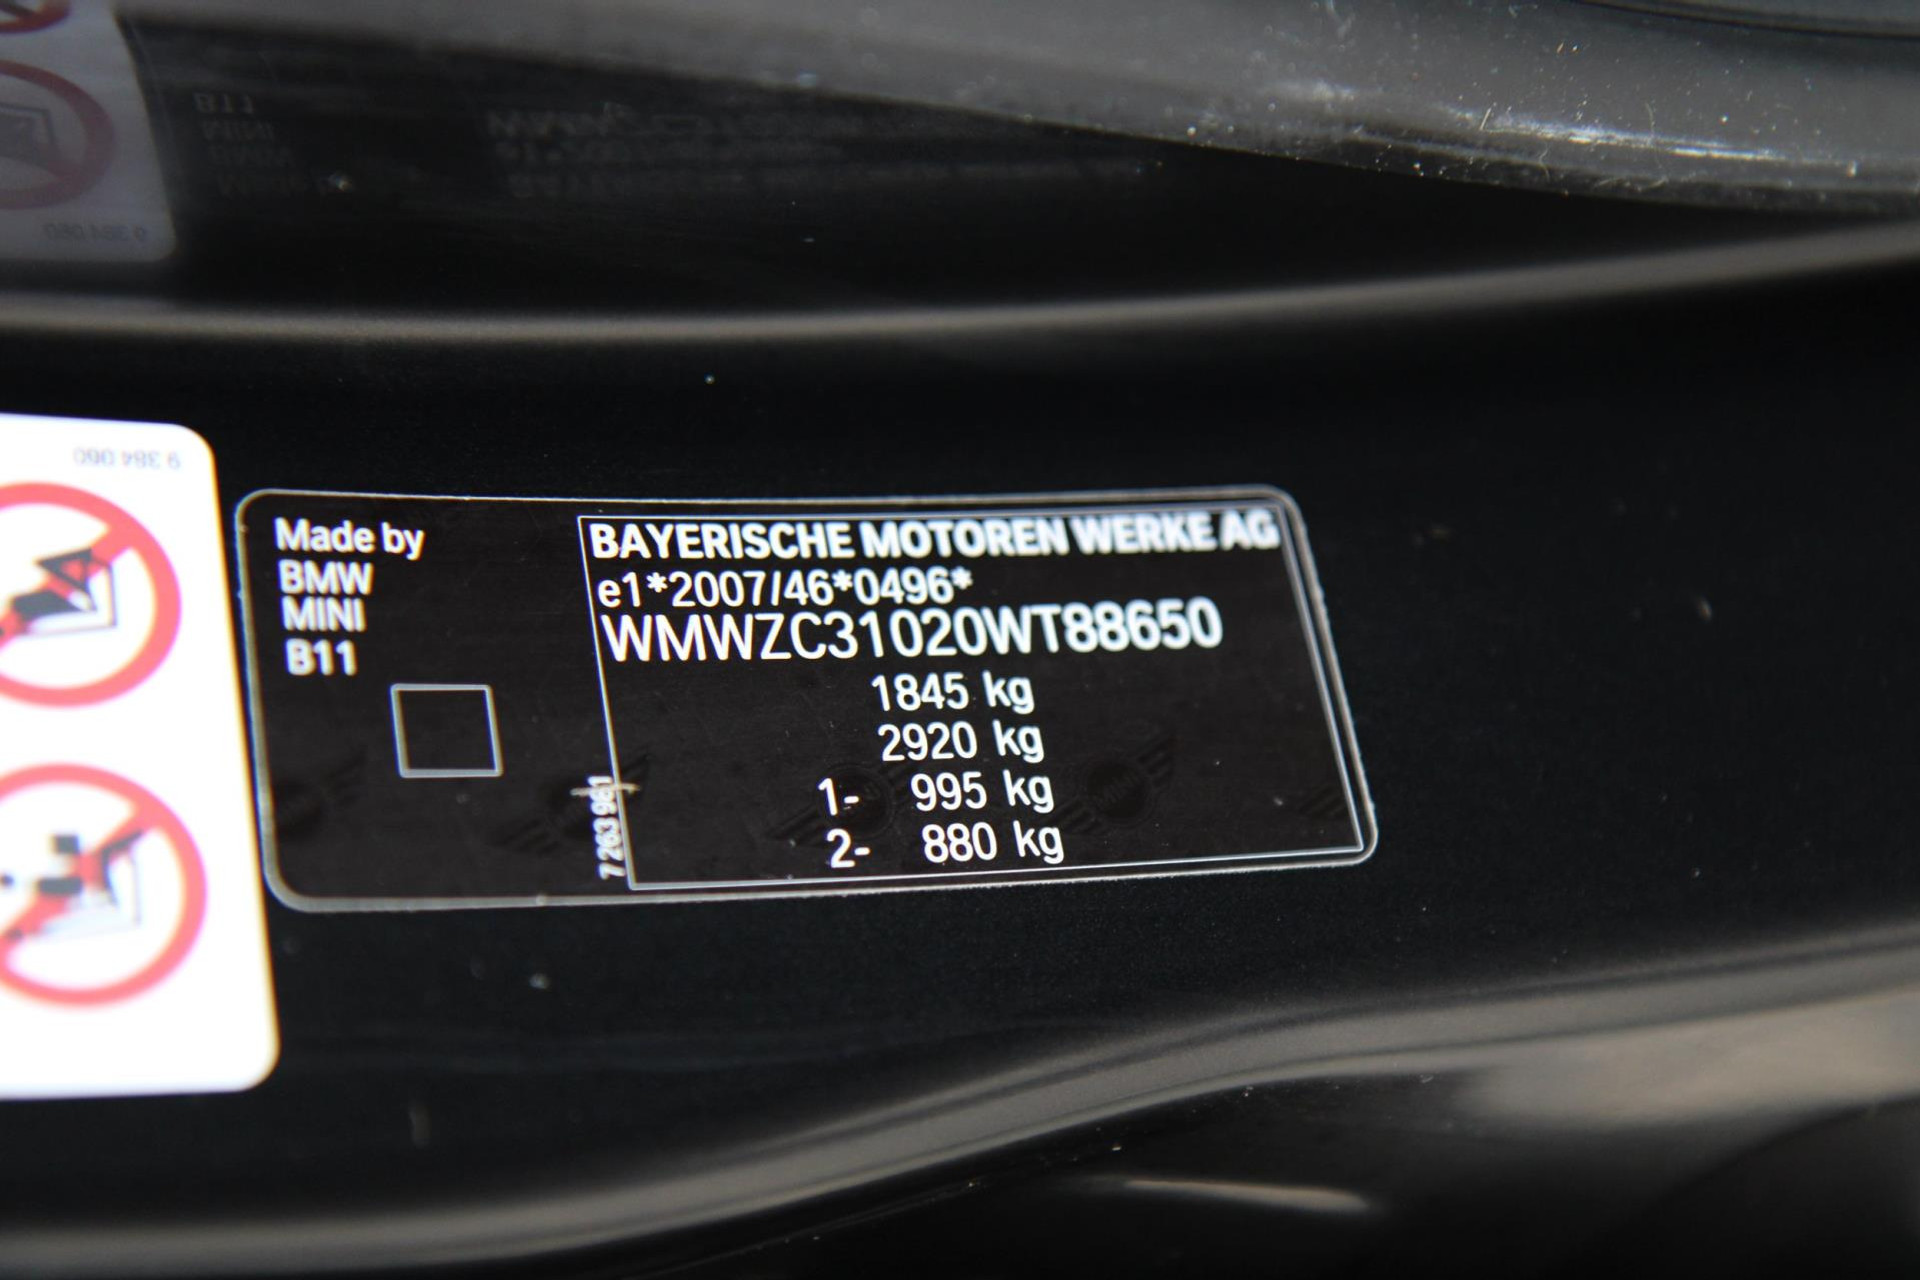 9 384 060
Made by
BMW
MINI
B11
BAYERISCHE MOTOREN WERKE AG
e1*2007/46*0496*
WMWZC31020WT88650
1845 kg
2920 kg
1- 995 kg
2- 880 kg
7 263 981